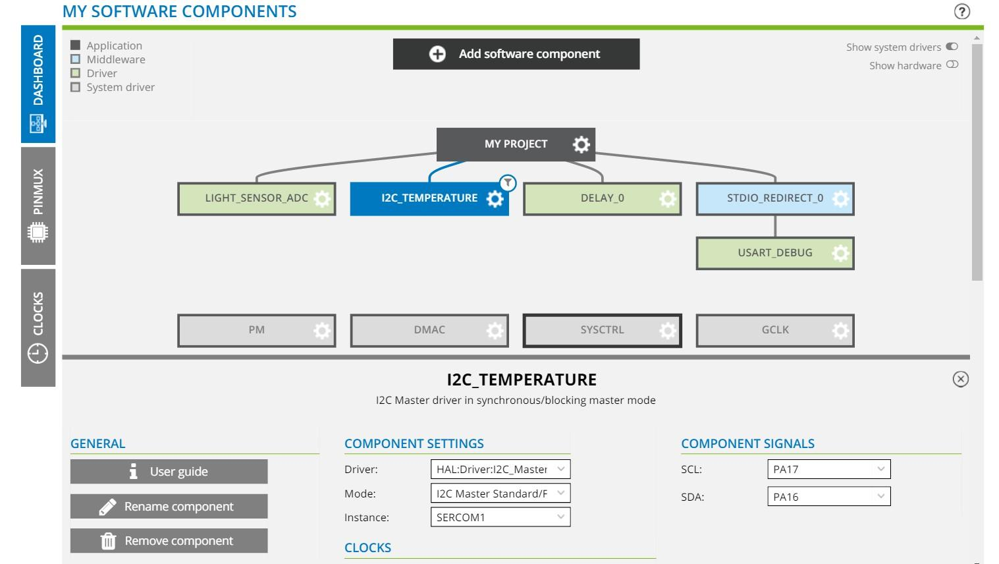 MY SOFTWARE COMPONENTS
?
DASHBOARD
PINMUX
CLOCKS
Application
Middleware
Driver
System driver
Add software component
Show system drivers
Show hardware
MY PROJECT
LIGHT_SENSOR_ADC
I2C_TEMPERATURE
DELAY_0
STDIO_REDIRECT_0
USART_DEBUG
PM
DMAC
SYSCTRL
GCLK
I2C_TEMPERATURE
I2C Master driver in synchronous/blocking master mode
GENERAL
User guide
Rename component
Remove component
COMPONENT SETTINGS
Driver: HAL:Driver:I2C_Master
Mode: I2C Master Standard/F
Instance: SERCOM1
CLOCKS
COMPONENT SIGNALS
SCL: PA17
SDA: PA16